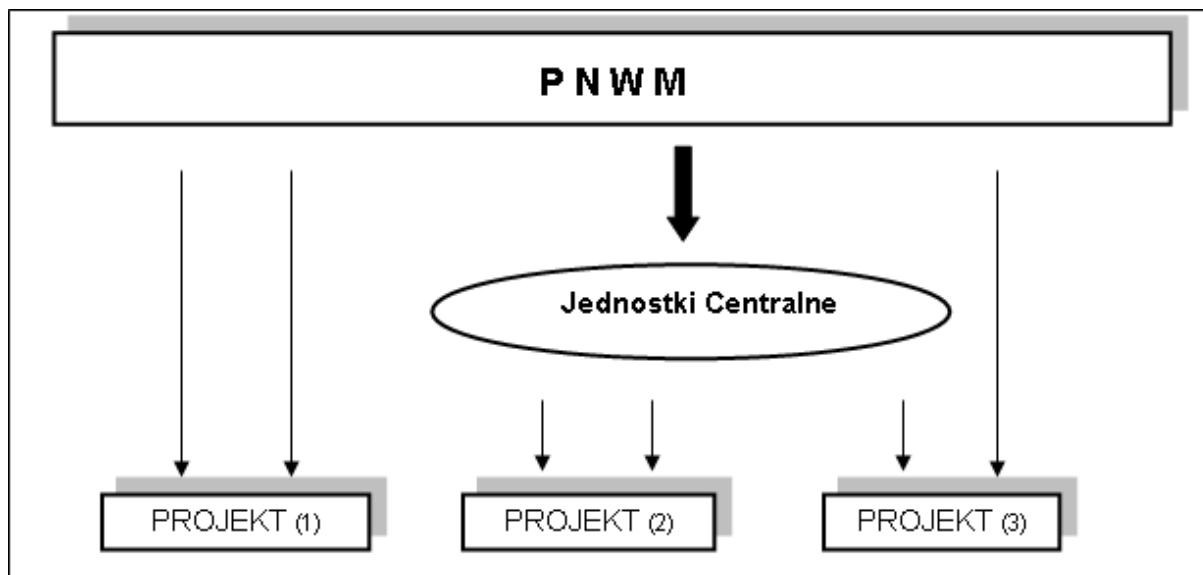 P N W M
Jednostki Centralne
PROJEKT (1)
PROJEKT (2)
PROJEKT (3)